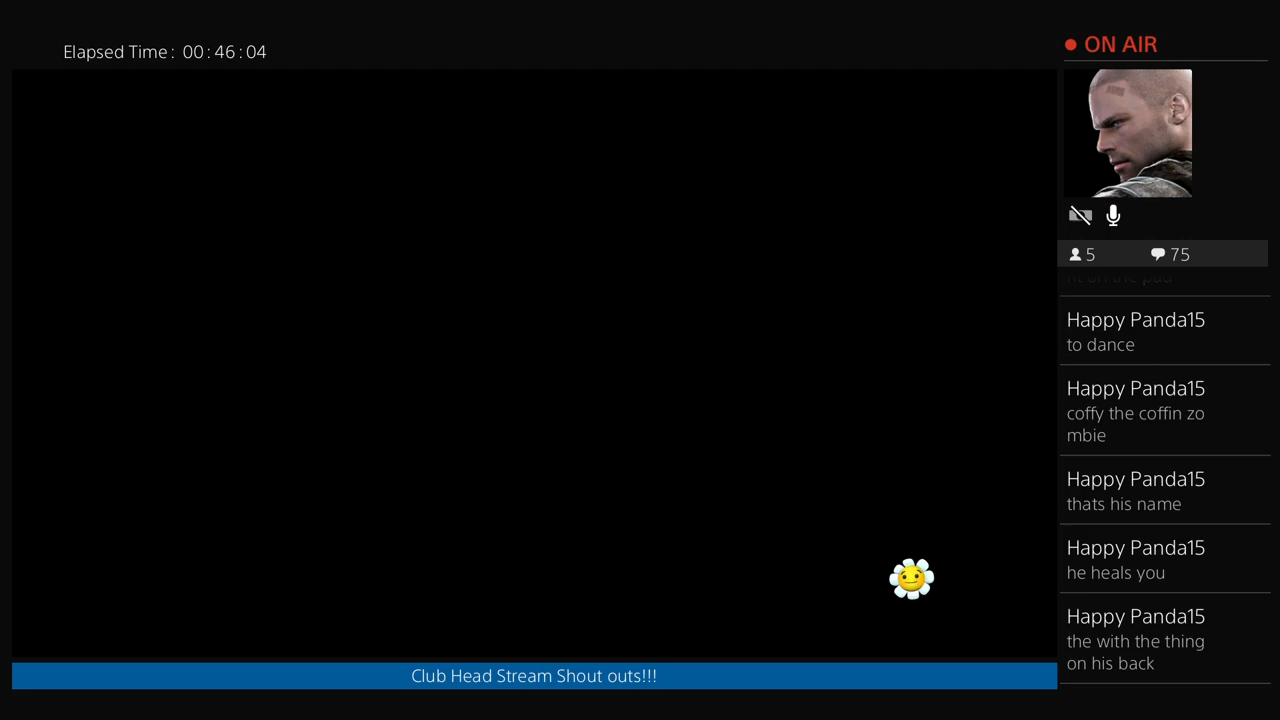 Elapsed Time: 00:46:04
ON AIR
5 75
Happy Panda15
to dance
Happy Panda15
coffy the coffin zo
mbie
Happy Panda15
thats his name
Happy Panda15
he heals you
Happy Panda15
the with the thing
on his back
Club Head Stream Shout outs!!!